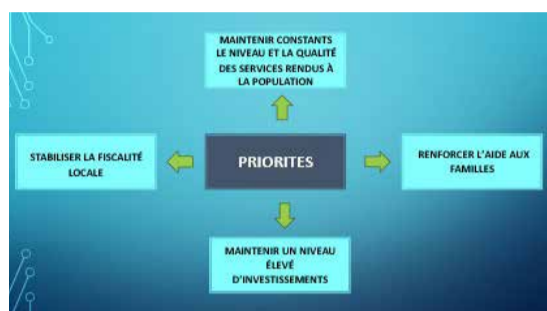 MAINTENIR CONSTANTS
LE NIVEAU ET LA QUALITÉ
DES SERVICES RENDUS À
LA POPULATION
STABILISER LA FISCALITÉ
LOCALE
PRIORITES
RENFORCER L'AIDE AUX
FAMILLES
MAINTENIR UN NIVEAU
ÉLEVÉ
D'INVESTISSEMENTS